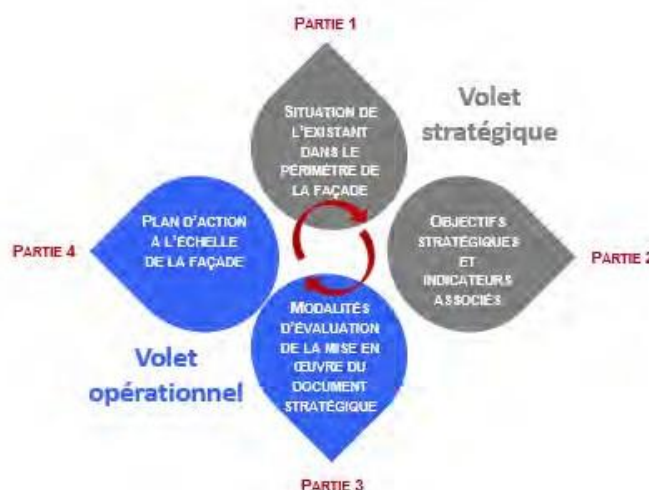 PARTIE 1
SITUATION DE
L'EXISTANT
DANS LE
PÉRIMÈTRE DE
LA FAÇADE
Volet
stratégique
OBJECTIFS
STRATÉGIQUES
ET
INDICATEURS
ASSOCIÉS
PARTIE 2
MODALITÉS
D'ÉVALUATION
DE LA MISE EN
ŒUVRE DU
DOCUMENT
STRATÉGIQUE
PARTIE 3
PLAN D'ACTION
À L'ÉCHELLE
DE LA FAÇADE
PARTIE 4
Volet
opérationnel